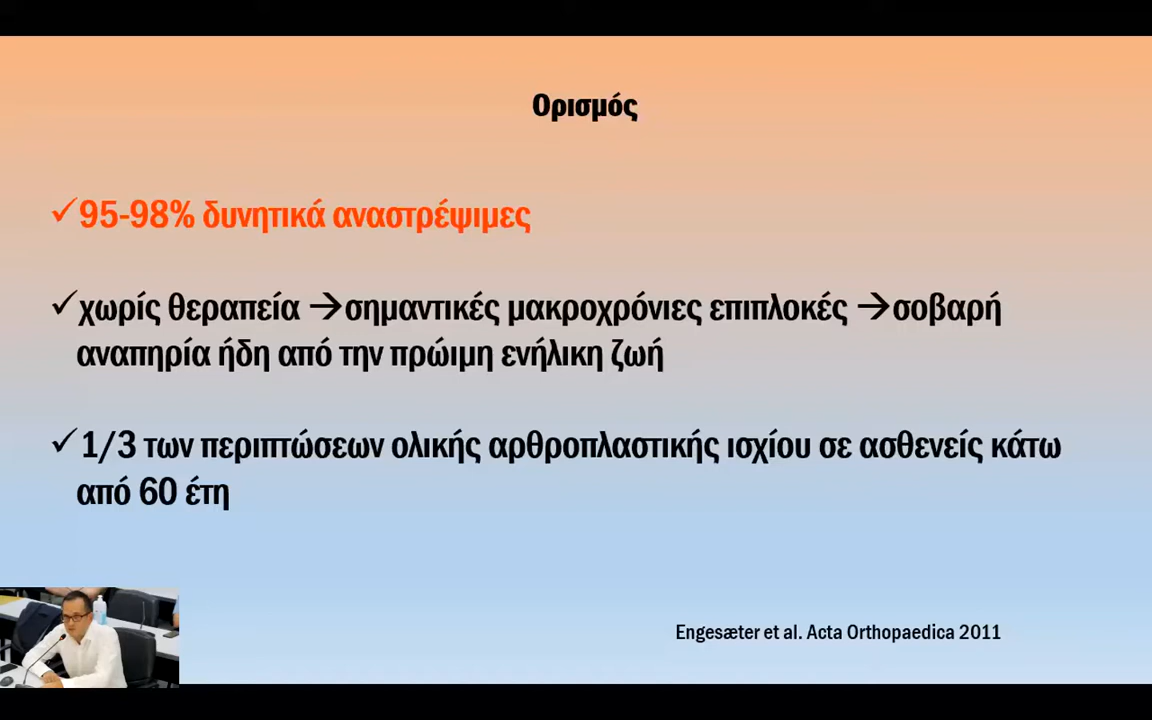 Ορισμός
✓95-98% δυνητικά αναστρέψιμες
✓χωρίς θεραπεία →σημαντικές μακροχρόνιες επιπλοκές →σοβαρή
αναπηρία ήδη από την πρώιμη ενήλικη ζωή
✓1/3 των περιπτώσεων ολικής αρθροπλαστικής ισχίου σε ασθενείς κάτω
από 60 έτη
Engesæter et al. Acta Orthopaedica 2011